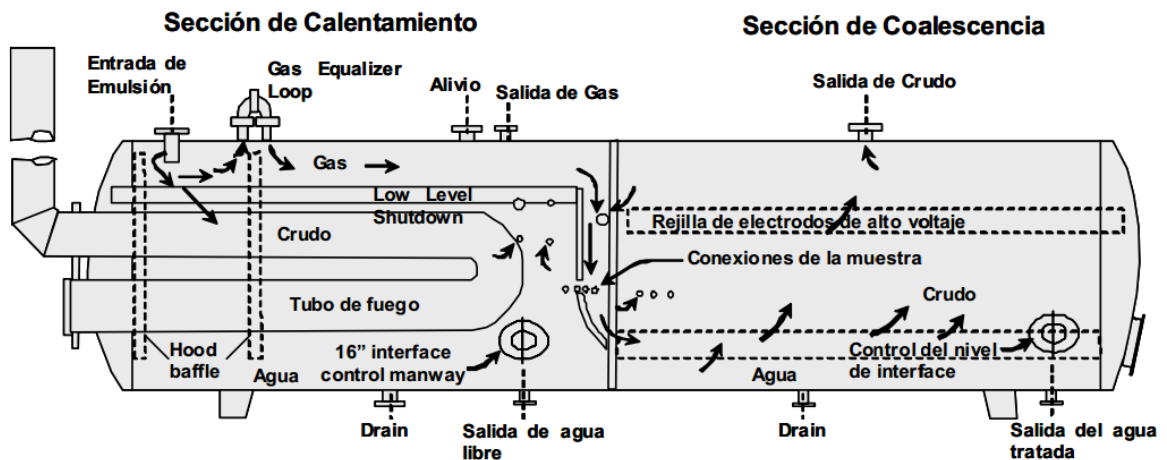 Sección de Calentamiento
Sección de Coalescencia
Entrada de
Emulsión
Gas Equalizer
Loop
Alivio
Salida de Gas
Salida de Crudo
Gas
Low Level
Shutdown
Crudo
Rejilla de electrodos de alto voltaje
Conexiones de la muestra
Tubo de fuego
Crudo
Hood
baffle
Agua
16” interface
control manway
Agua
Control del nivel
de interface
Drain
Salida de agua
libre
Drain
Salida del agua
tratada